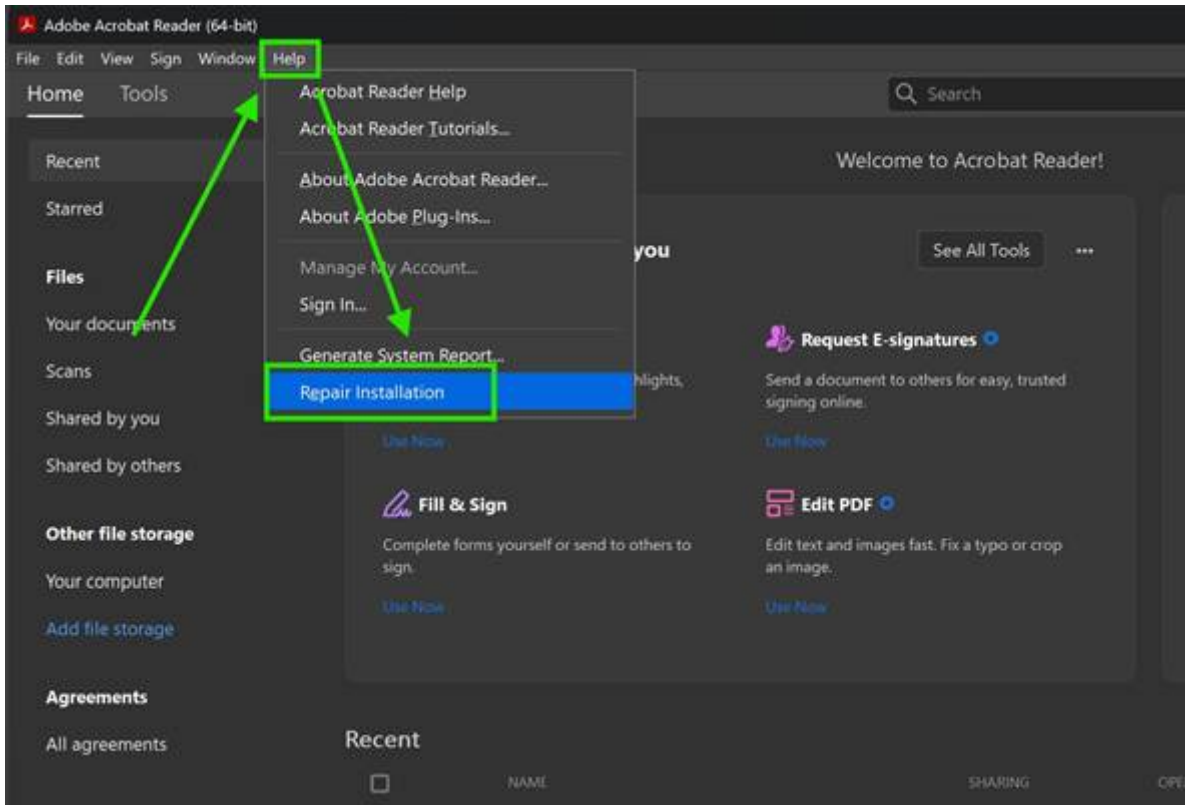 Adobe Acrobat Reader (64-bit)
File Edit View Sign Window Help
Home Tools
Search
Acrobat Reader Help
Acrobat Reader Tutorials...
About Adobe Acrobat Reader...
About Adobe Plug-Ins...
Manage My Account...
Sign In...
Generate System Report...
Repair Installation
Recent
Starred
Files
Your documents
Scans
Shared by you
Shared by others
Other file storage
Your computer
Add file storage
Agreements
All agreements
Welcome to Acrobat Reader!
you
See All Tools
hlights,
Use Now
Request E-signatures
Send a document to others for easy, trusted
signing online.
Use Now
Fill & Sign
Complete forms yourself or send to others to
sign.
Use Now
Edit PDF
Edit text and images fast. Fix a typo or crop
an image.
Use Now
Recent
NAME SHARING OPE